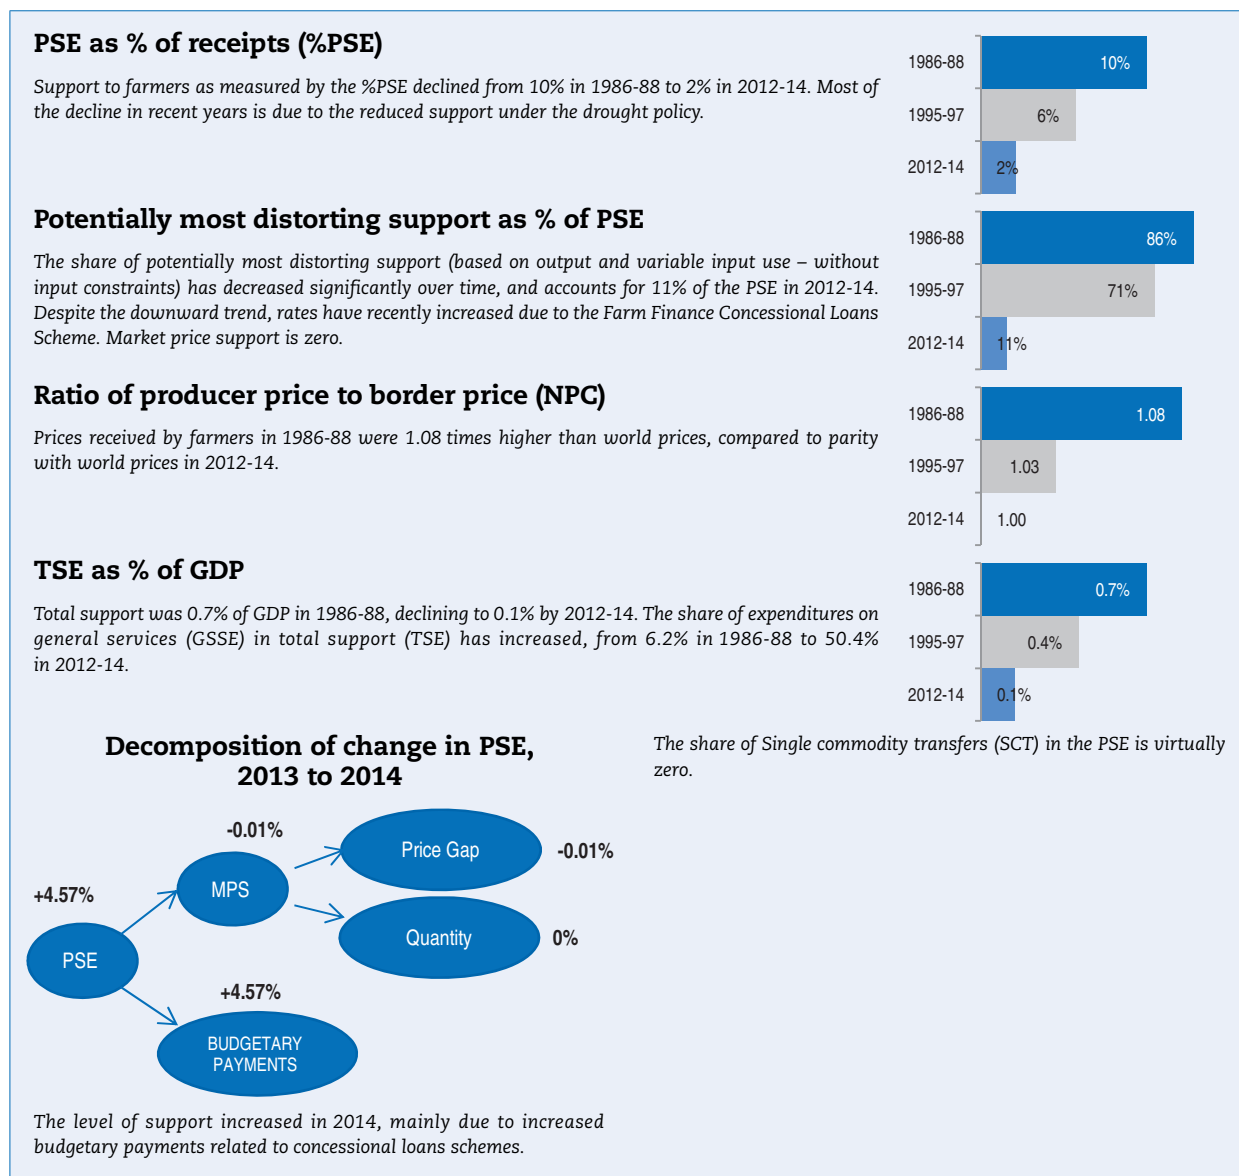 PSE as % of receipts (%PSE)
Support to farmers as measured by the %PSE declined from 10% in 1986-88 to 2% in 2012-14. Most of
the decline in recent years is due to the reduced support under the drought policy.
1986-88
10%
1995-97
6%
2012-14
2%
Potentially most distorting support as % of PSE
The share of potentially most distorting support (based on output and variable input use – without
input constraints) has decreased significantly over time, and accounts for 11% of the PSE in 2012-14.
Despite the downward trend, rates have recently increased due to the Farm Finance Concessional Loans
Scheme. Market price support is zero.
1986-88
86%
1995-97
71%
2012-14
11%
Ratio of producer price to border price (NPC)
Prices received by farmers in 1986-88 were 1.08 times higher than world prices, compared to parity
with world prices in 2012-14.
1986-88
1.08
1995-97
1.03
2012-14
1.00
TSE as % of GDP
Total support was 0.7% of GDP in 1986-88, declining to 0.1% by 2012-14. The share of expenditures on
general services (GSSE) in total support (TSE) has increased, from 6.2% in 1986-88 to 50.4%
in 2012-14.
1986-88
0.7%
1995-97
0.4%
2012-14
0.1%
Decomposition of change in PSE,
2013 to 2014
-0.01%
Price Gap
-0.01%
MPS
+4.57%
Quantity
0%
PSE
+4.57%
BUDGETARY
PAYMENTS
The level of support increased in 2014, mainly due to increased
budgetary payments related to concessional loans schemes.
The share of Single commodity transfers (SCT) in the PSE is virtually
zero.